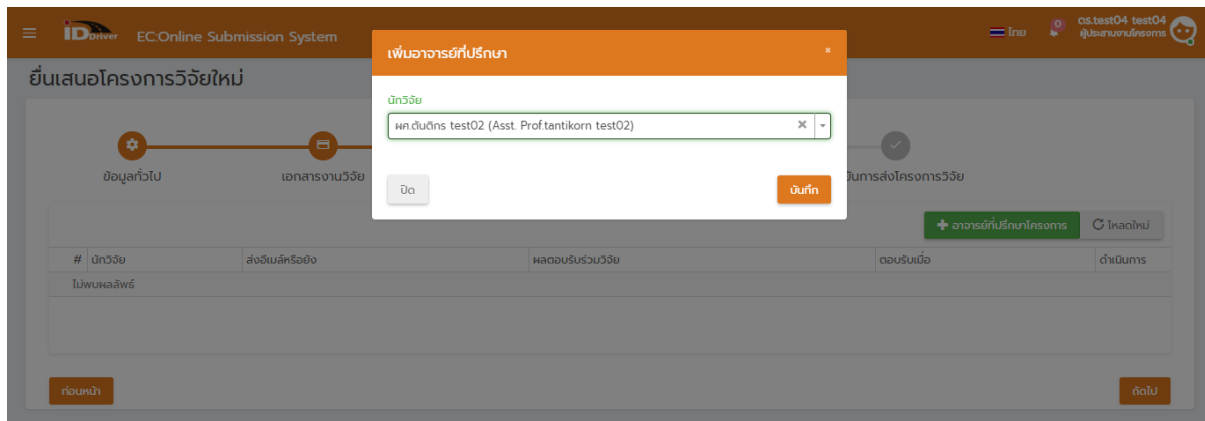 iDDriver EC:Online Submission System
ไทย
0
ดร.test04 test04
ผู้ประสานงานโครงการ
เพิ่มอาจารย์ที่ปรึกษา ×
ยื่นเสนอโครงการวิจัยใหม่
นักวิจัย
ผศ.ตันติกร test02 (Asst. Prof.tantikorn test02) ×
ข้อมูลทั่วไป เอกสารงานวิจัย ยันการส่งโครงการวิจัย
ปิด บันทึก
อาจารย์ที่ปรึกษาโครงการ โหลดใหม่
# นักวิจัย ส่งอีเมล์หรือยัง ผลตอบรับร่วมวิจัย ตอบรับเมื่อ ดำเนินการ
ไม่พบผลลัพธ์
ก่อนหน้า ถัดไป